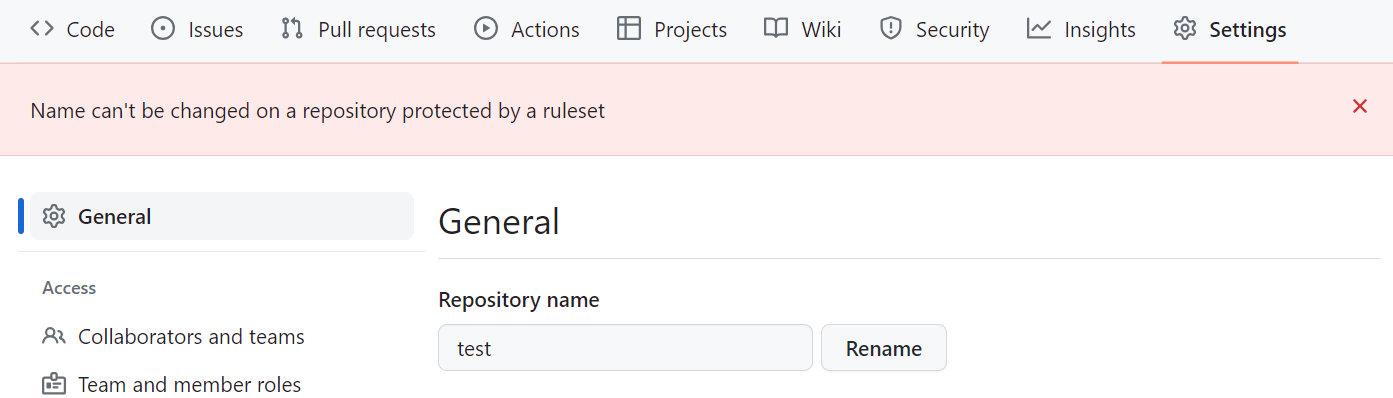 Code Issues Pull requests Actions Projects Wiki Security Insights Settings
Name can't be changed on a repository protected by a ruleset
General
General
Access
Repository name
Collaborators and teams
test Rename
Team and member roles